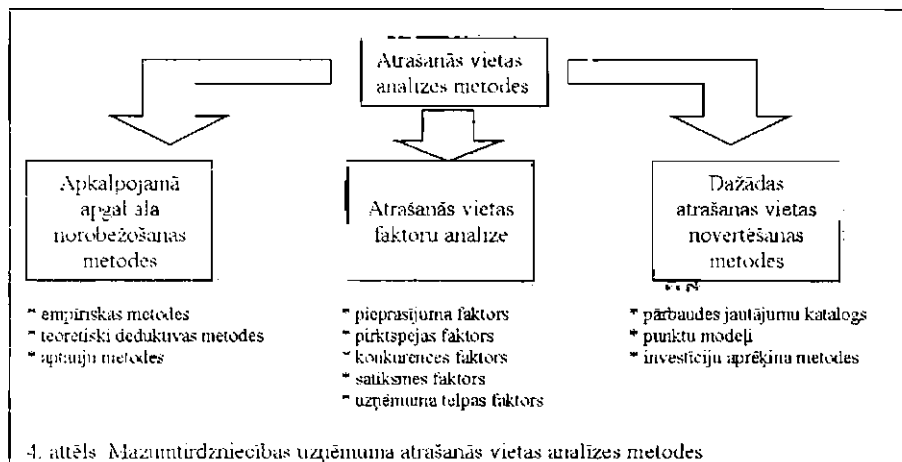 Atrašanās vietas
analīzes metodes
Apkalpojamā
apgabala
norobežošanas
metodes
Atrašanās vietas
faktoru analīze
Dažādas
atrašanas vietas
novērtēšanas
metodes
* empīriskas metodes
* teorētiski deduktīvas metodes
* aptauju metodes
* pieprasījuma faktors
* pirktspējas faktors
* konkurences faktors
* satiksmes faktors
* uzņēmuma telpas faktors
* pārbaudes jautājumu katalogs
* punktu modeļi
* investīciju aprēķina metodes
4. attēls Mazumtirdzniecības uzņēmuma atrašanās vietas analīzes metodes